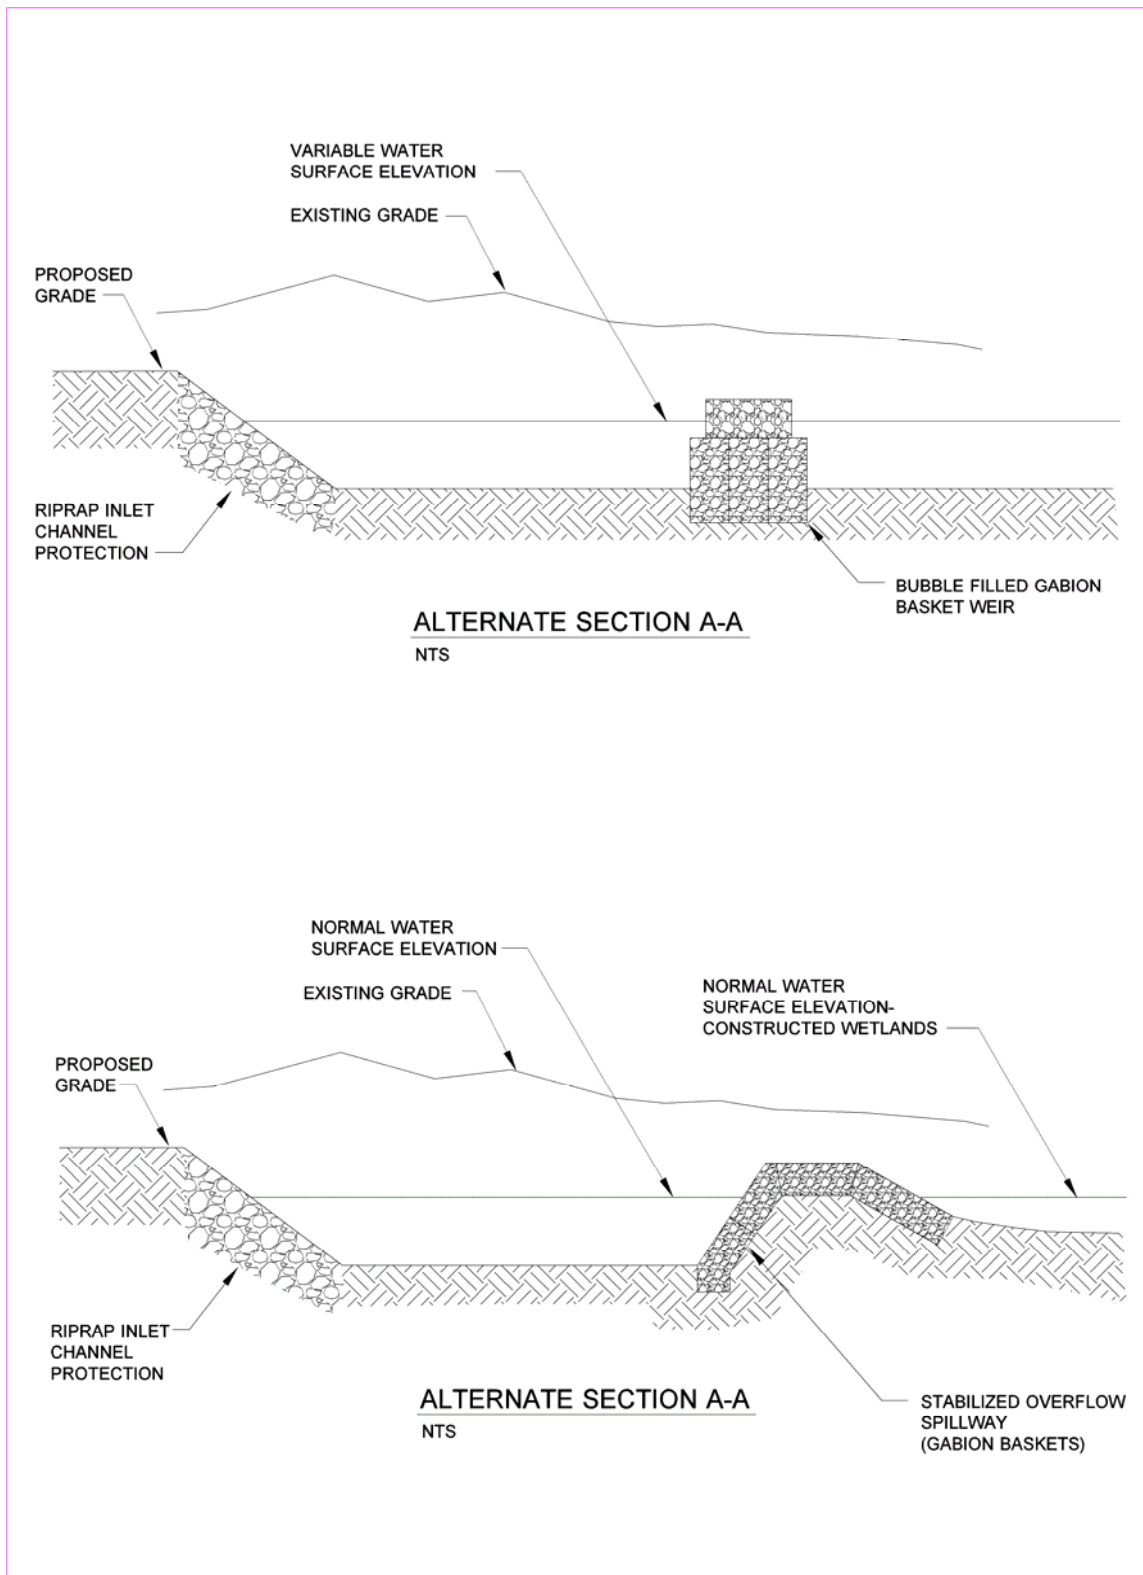 VARIABLE WATER
SURFACE ELEVATION
EXISTING GRADE
PROPOSED
GRADE
RIPRAP INLET
CHANNEL
PROTECTION
BUBBLE FILLED GABION
BASKET WEIR
ALTERNATE SECTION A-A
NTS
NORMAL WATER
SURFACE ELEVATION
EXISTING GRADE
NORMAL WATER
SURFACE ELEVATION-
CONSTRUCTED WETLANDS
PROPOSED
GRADE
RIPRAP INLET
CHANNEL
PROTECTION
ALTERNATE SECTION A-A
NTS
STABILIZED OVERFLOW
SPILLWAY
(GABION BASKETS)